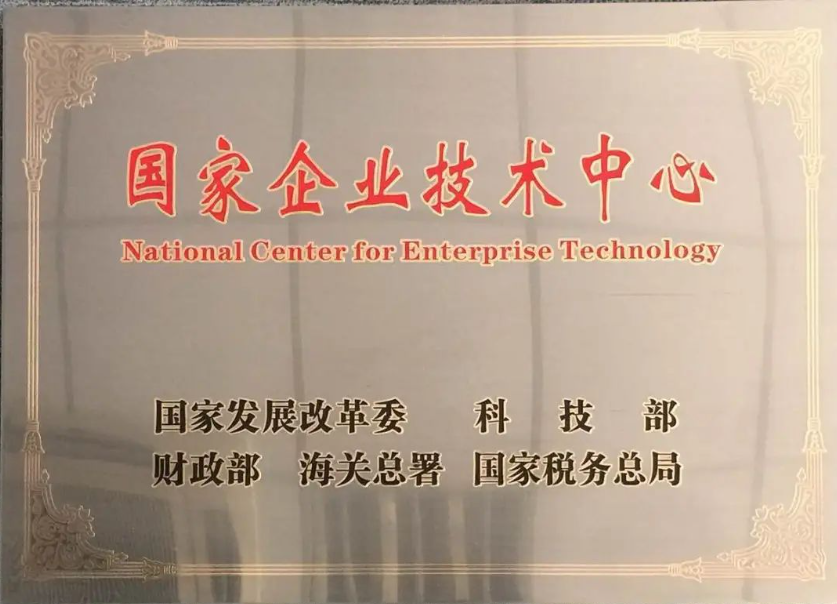 国家企业技术中心
National Center for Enterprise Technology
国家发展改革委 科技部
财政部 海关总署 国家税务总局